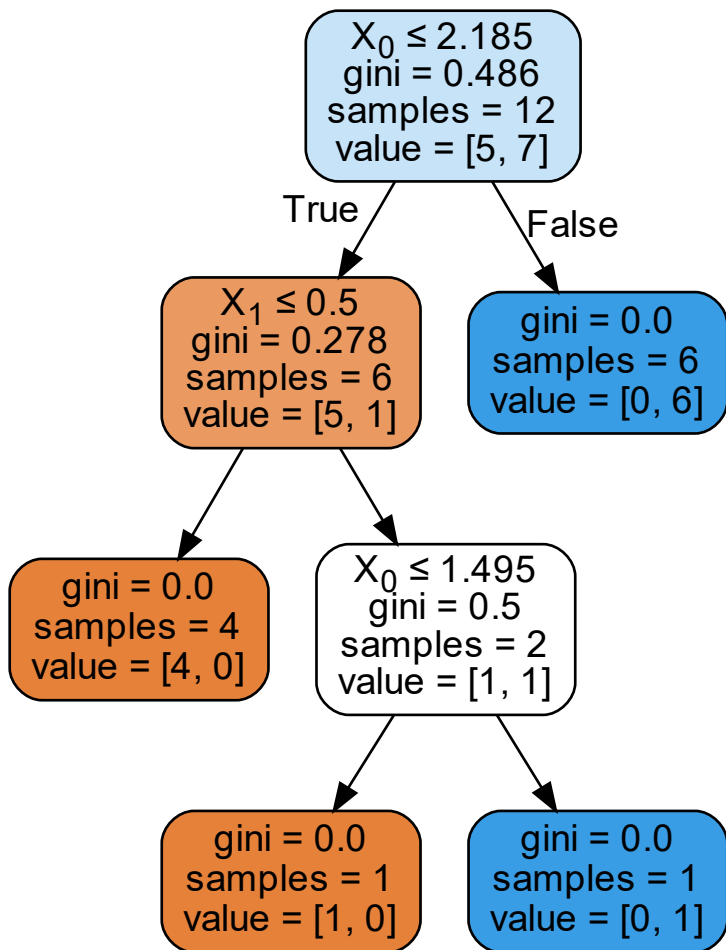 X₀ ≤ 2.185
gini = 0.486
samples = 12
value = [5, 7]
True
False
X₁ ≤ 0.5
gini = 0.278
samples = 6
value = [5, 1]
gini = 0.0
samples = 6
value = [0, 6]
gini = 0.0
samples = 4
value = [4, 0]
X₀ ≤ 1.495
gini = 0.5
samples = 2
value = [1, 1]
gini = 0.0
samples = 1
value = [1, 0]
gini = 0.0
samples = 1
value = [0, 1]